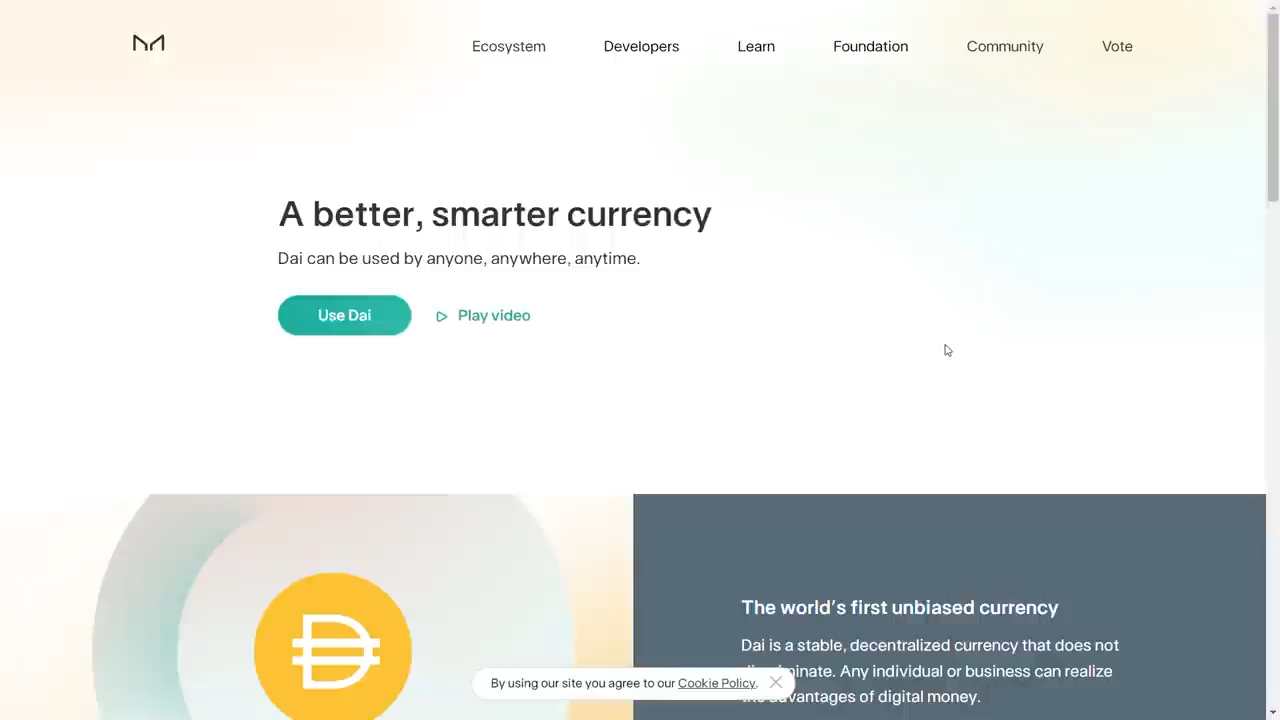 Ecosystem Developers Learn Foundation Community Vote
A better, smarter currency
Dai can be used by anyone, anywhere, anytime.
Use Dai Play video
The world's first unbiased currency
Dai is a stable, decentralized currency that does not
Any individual or business can realize
advantages of digital money.
By using our site you agree to our Cookie Policy.